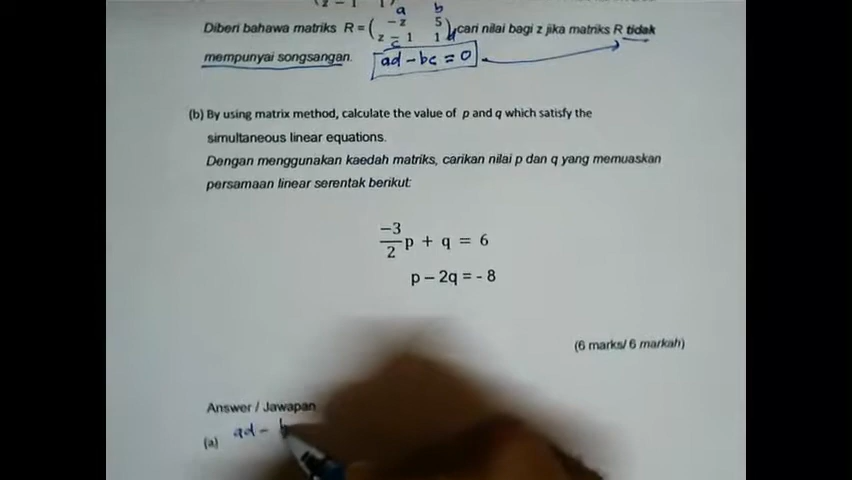 a b
Diberi bahawa matriks R = ( -z 5 ) d, cari nilai bagi z jika matriks R tidak
z - 1 1
c
mempunyai songsangan. ad - bc = 0
(b) By using matrix method, calculate the value of p and q which satisfy the
simultaneous linear equations.
Dengan menggunakan kaedah matriks, carikan nilai p dan q yang memuaskan
persamaan linear serentak berikut:
-3/2 p + q = 6
p – 2q = - 8
(6 marks/ 6 markah)
Answer / Jawapan
(a) ad - b